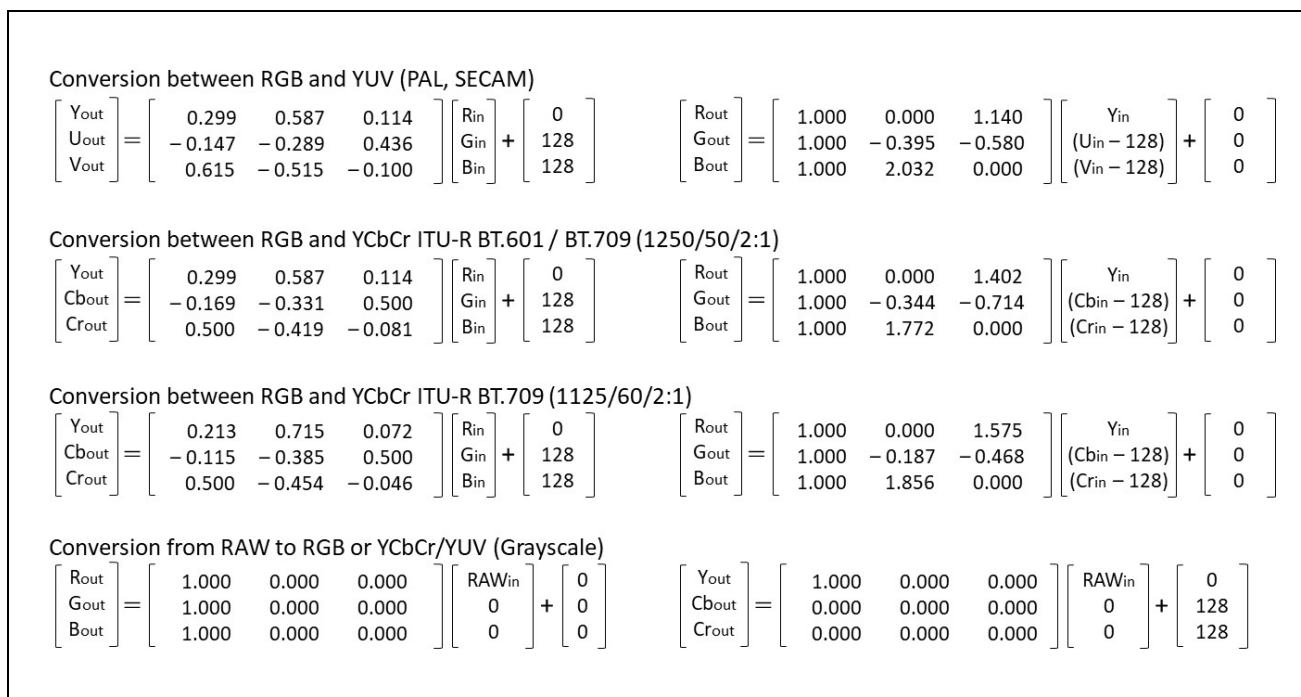 Conversion between RGB and YUV (PAL, SECAM)
Yout 0.299 0.587 0.114 Rin 0 Rout 1.000 0.000 1.140 Yin 0
Uout = − 0.147 − 0.289 0.436 Gin + 128 Gout = 1.000 − 0.395 − 0.580 (Uin − 128) + 0
Vout 0.615 − 0.515 − 0.100 Bin 128 Bout 1.000 2.032 0.000 (Vin − 128) 0
Conversion between RGB and YCbCr ITU-R BT.601 / BT.709 (1250/50/2:1)
Yout 0.299 0.587 0.114 Rin 0 Rout 1.000 0.000 1.402 Yin 0
Cbout = − 0.169 − 0.331 0.500 Gin + 128 Gout = 1.000 − 0.344 − 0.714 (Cbin − 128) + 0
Crout 0.500 − 0.419 − 0.081 Bin 128 Bout 1.000 1.772 0.000 (Crin − 128) 0
Conversion between RGB and YCbCr ITU-R BT.709 (1125/60/2:1)
Yout 0.213 0.715 0.072 Rin 0 Rout 1.000 0.000 1.575 Yin 0
Cbout = − 0.115 − 0.385 0.500 Gin + 128 Gout = 1.000 − 0.187 − 0.468 (Cbin − 128) + 0
Crout 0.500 − 0.454 − 0.046 Bin 128 Bout 1.000 1.856 0.000 (Crin − 128) 0
Conversion from RAW to RGB or YCbCr/YUV (Grayscale)
Rout 1.000 0.000 0.000 RAWin 0 Yout 1.000 0.000 0.000 RAWin 0
Gout = 1.000 0.000 0.000 0 + 0 Cbout = 0.000 0.000 0.000 0 + 128
Bout 1.000 0.000 0.000 0 0 Crout 0.000 0.000 0.000 0 128